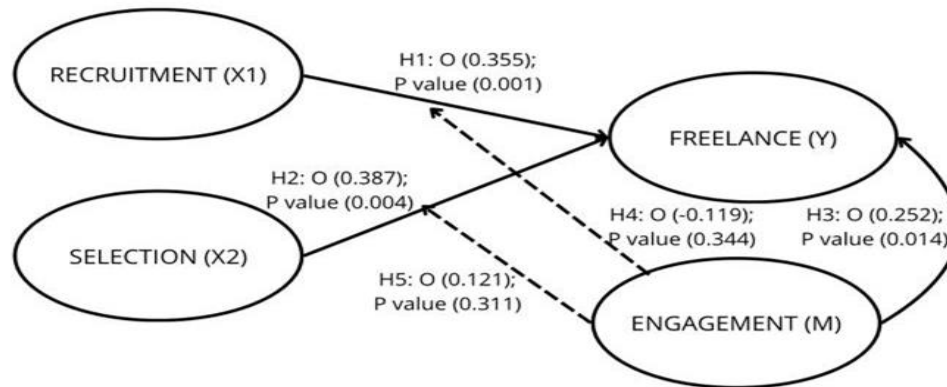 RECRUITMENT (X1)
H1: O (0.355);
P value (0.001)
FREELANCE (Y)
H2: O (0.387);
P value (0.004)
H4: O (-0.119);
P value (0.344)
H3: O (0.252);
P value (0.014)
SELECTION (X2)
H5: O (0.121);
P value (0.311)
ENGAGEMENT (M)